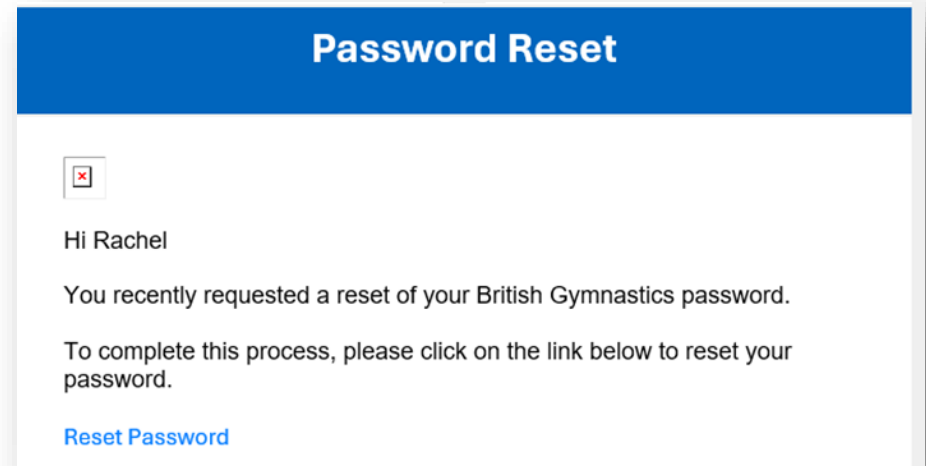 Password Reset
Hi Rachel
You recently requested a reset of your British Gymnastics password.
To complete this process, please click on the link below to reset your
password.
Reset Password